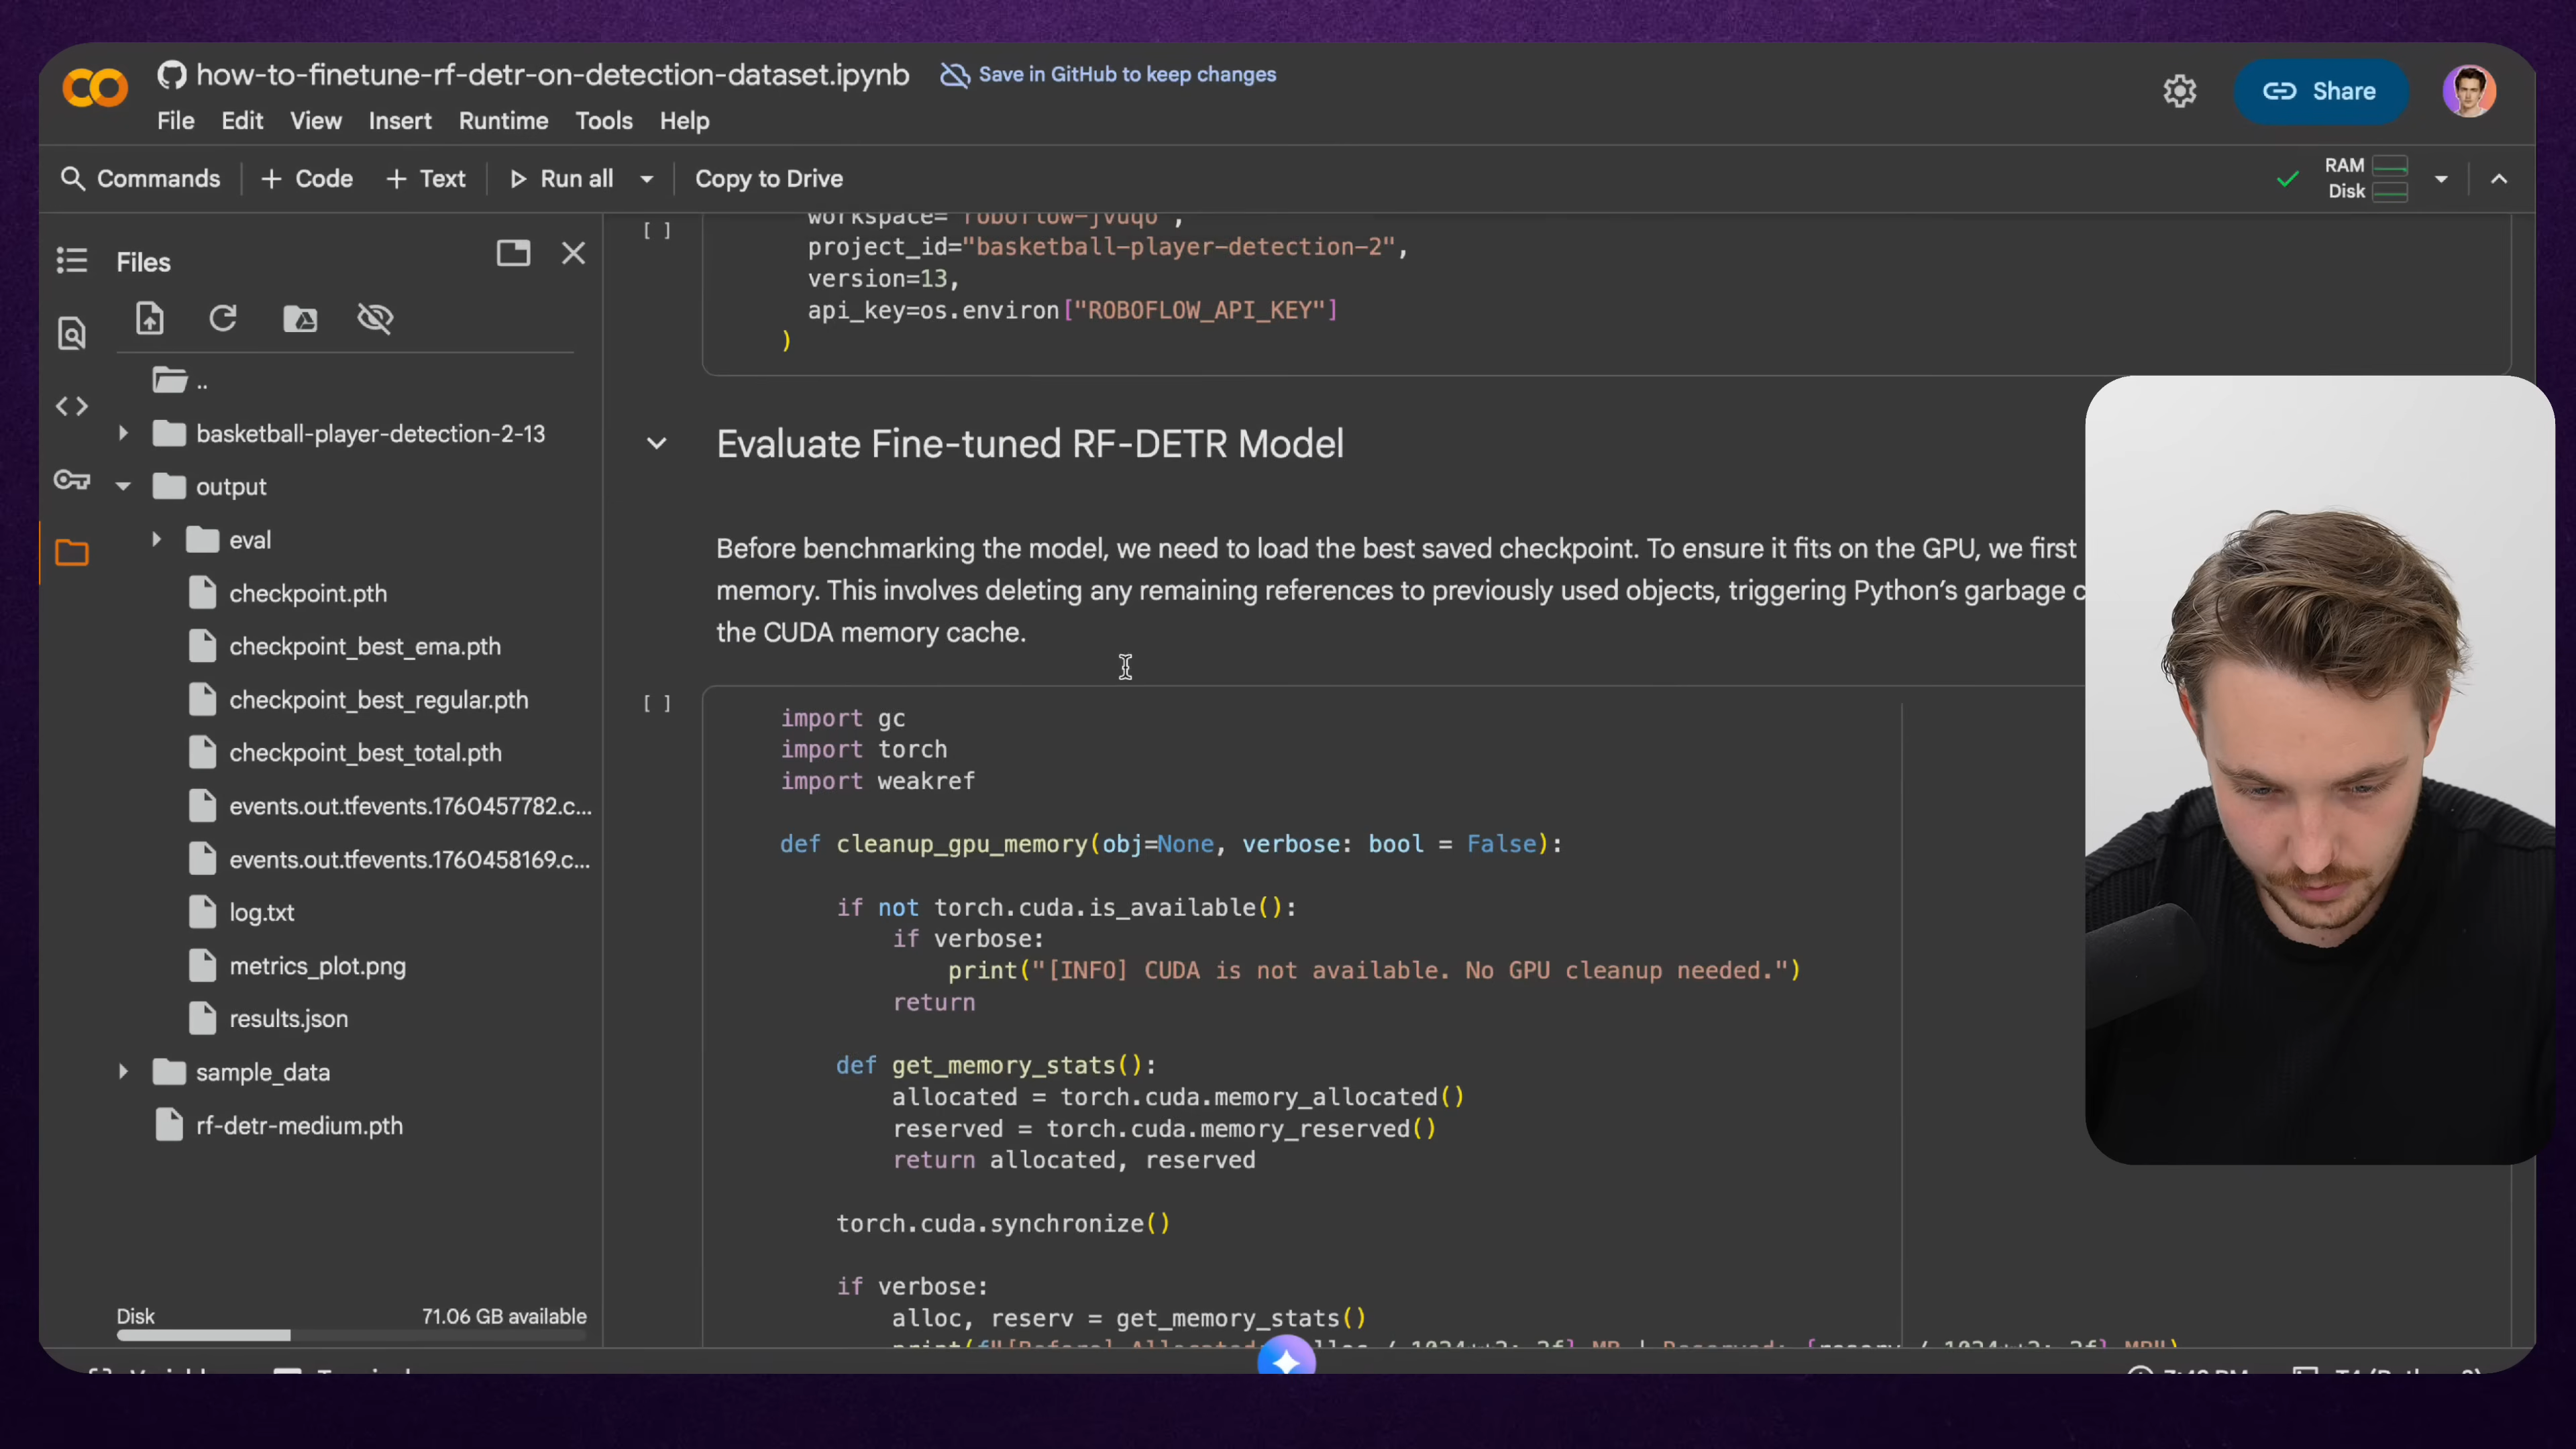 how-to-finetune-rf-detr-on-detection-dataset.ipynb
Save in GitHub to keep changes
Share
File Edit View Insert Runtime Tools Help
Commands
Code
Text
Run all
Copy to Drive
RAM
Disk
Files
..
basketball-player-detection-2-13
output
eval
checkpoint.pth
checkpoint_best_ema.pth
checkpoint_best_regular.pth
checkpoint_best_total.pth
events.out.tfevents.1760457782.c...
events.out.tfevents.1760458169.c...
log.txt
metrics_plot.png
results.json
sample_data
rf-detr-medium.pth
Disk 71.06 GB available
[ ]
workspace="roboflow-jvuqo",
project_id="basketball-player-detection-2",
version=13,
api_key=os.environ["ROBOFLOW_API_KEY"]
)
Evaluate Fine-tuned RF-DETR Model
Before benchmarking the model, we need to load the best saved checkpoint. To ensure it fits on the GPU, we first
memory. This involves deleting any remaining references to previously used objects, triggering Python's garbage c
the CUDA memory cache.
[ ]
import gc
import torch
import weakref
def cleanup_gpu_memory(obj=None, verbose: bool = False):
if not torch.cuda.is_available():
if verbose:
print("[INFO] CUDA is not available. No GPU cleanup needed.")
return
def get_memory_stats():
allocated = torch.cuda.memory_allocated()
reserved = torch.cuda.memory_reserved()
return allocated, reserved
torch.cuda.synchronize()
if verbose:
alloc, reserv = get_memory_stats()